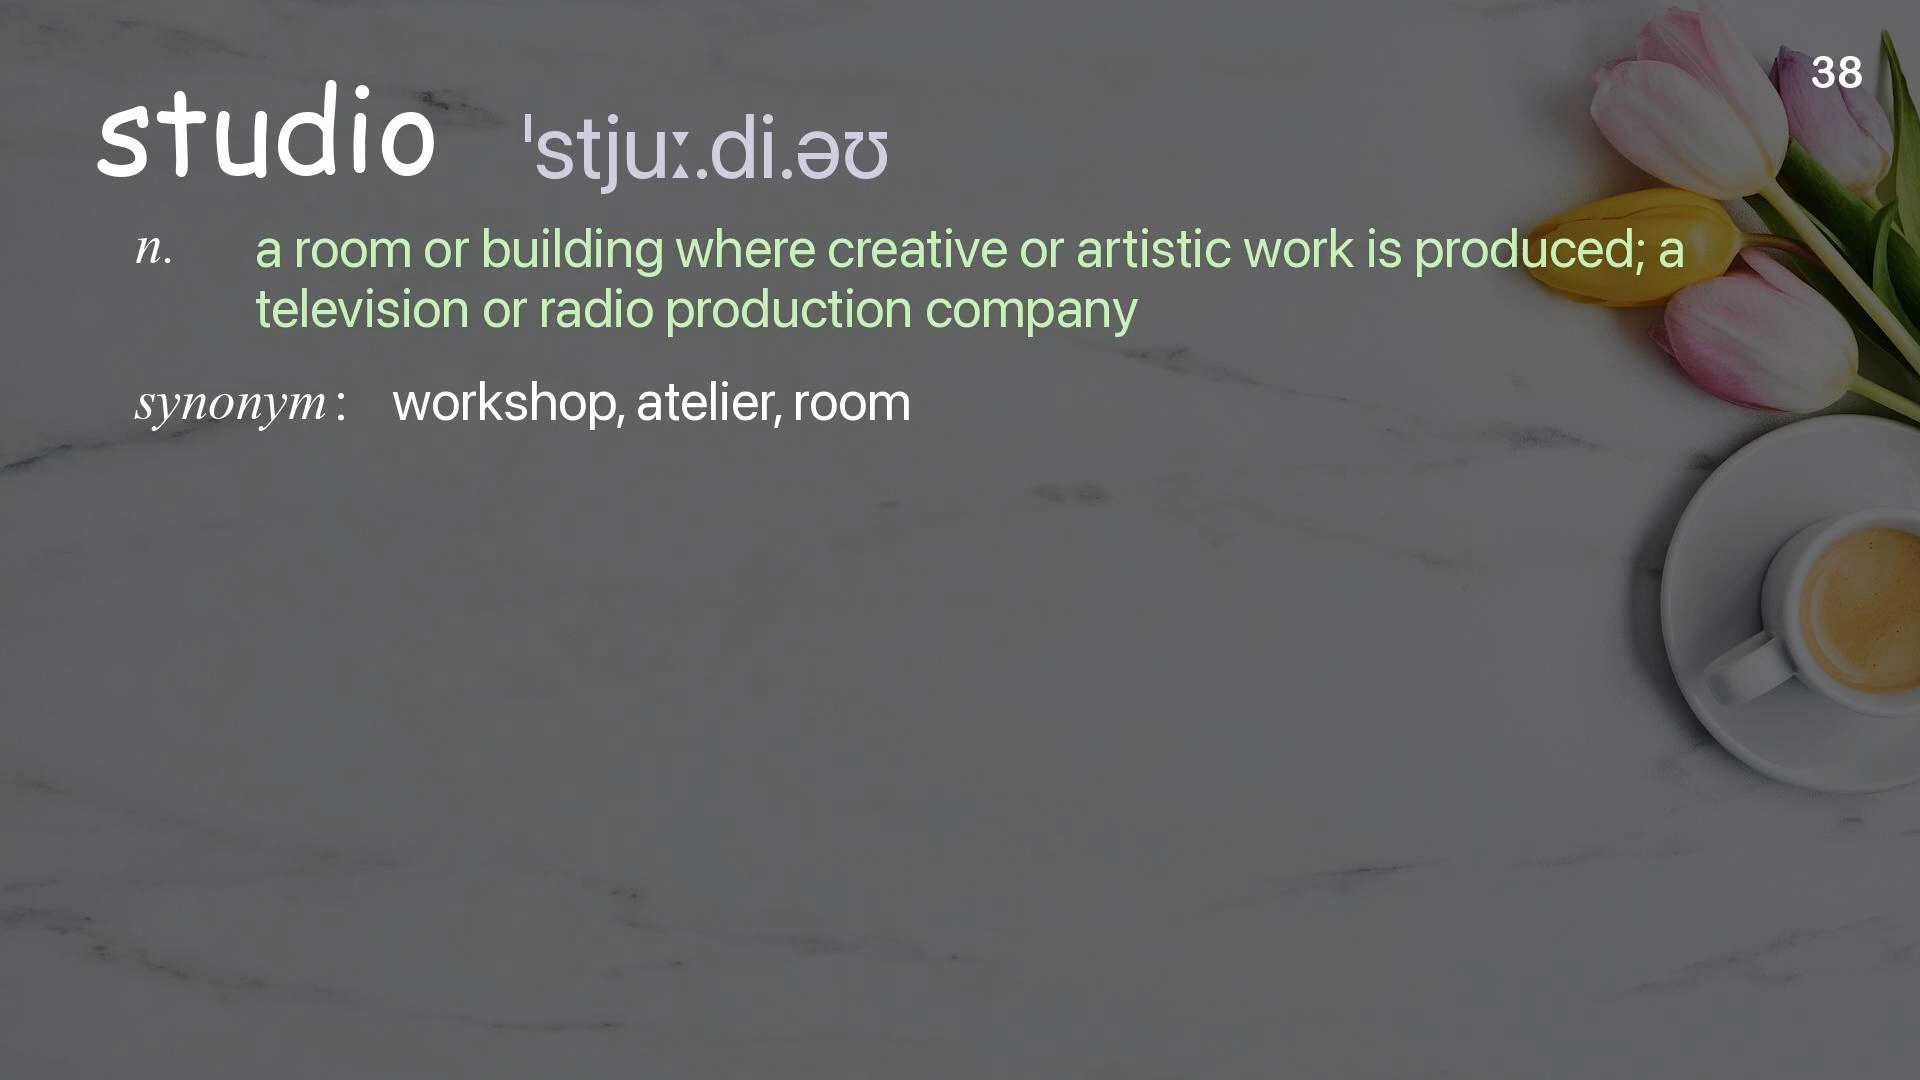 38
studio ˈstjuː.di.əʊ
n. a room or building where creative or artistic work is produced; a
television or radio production company
synonym: workshop, atelier, room